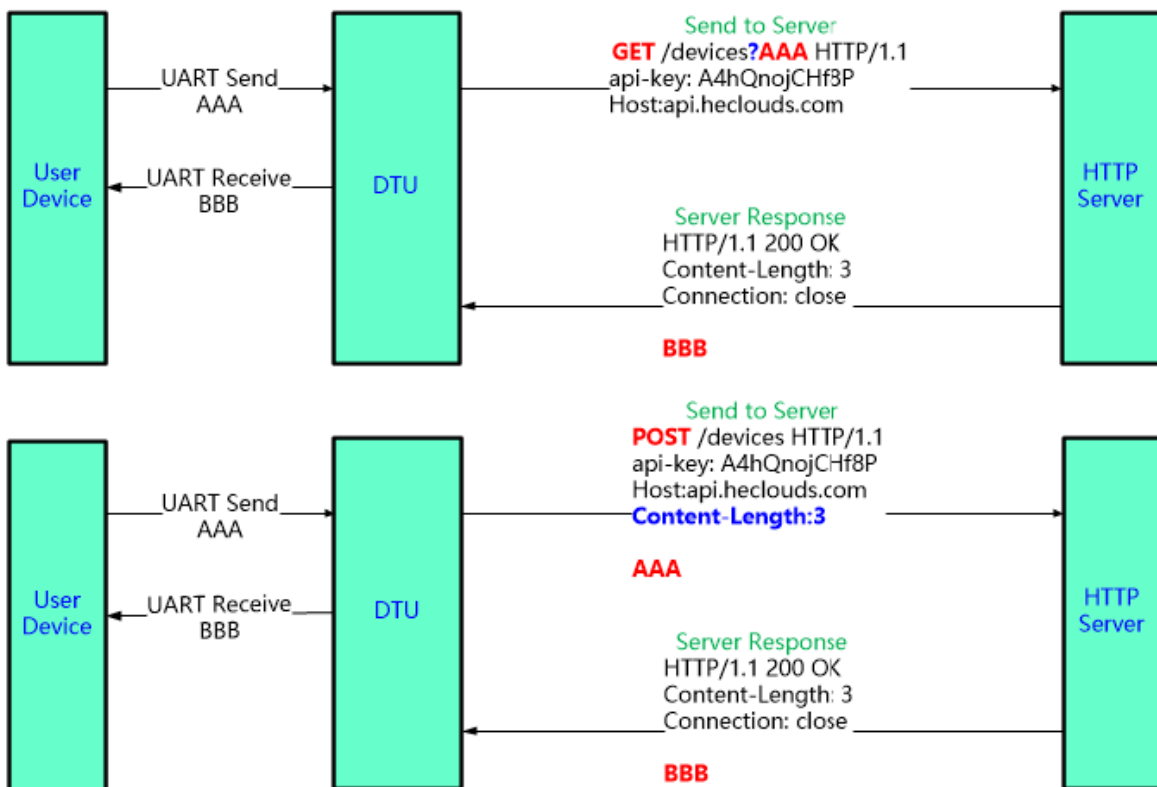 Send to Server
GET /devices?AAA HTTP/1.1
api-key: A4hQnojCHf8P
Host:api.heclouds.com
UART Send
AAA
User
Device
UART Receive
BBB
DTU
HTTP
Server
Server Response
HTTP/1.1 200 OK
Content-Length: 3
Connection: close
BBB
Send to Server
POST /devices HTTP/1.1
api-key: A4hQnojCHf8P
Host:api.heclouds.com
Content-Length:3
AAA
UART Send
AAA
User
Device
UART Receive
BBB
DTU
HTTP
Server
Server Response
HTTP/1.1 200 OK
Content-Length: 3
Connection: close
BBB